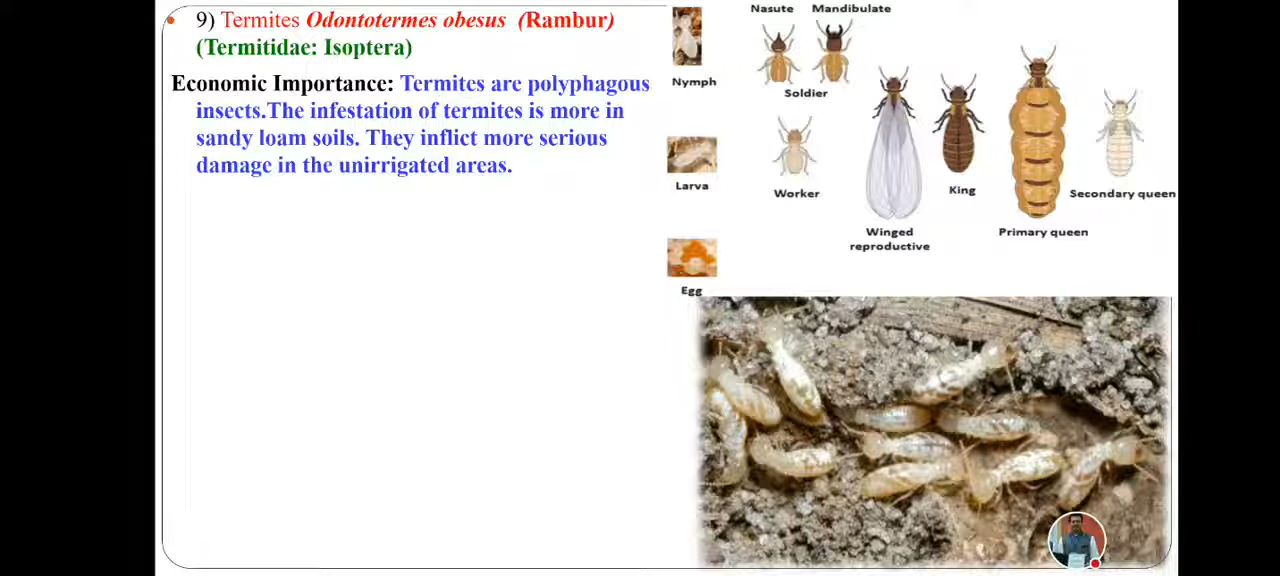 • 9) Termites Odontotermes obesus (Rambur)
(Termitidae: Isoptera)
Economic Importance: Termites are polyphagous
insects.The infestation of termites is more in
sandy loam soils. They inflict more serious
damage in the unirrigated areas.
Nasute Mandibulate
Nymph
Soldier
Larva
Worker
King
Secondary queen
Winged
reproductive
Primary queen
Egg